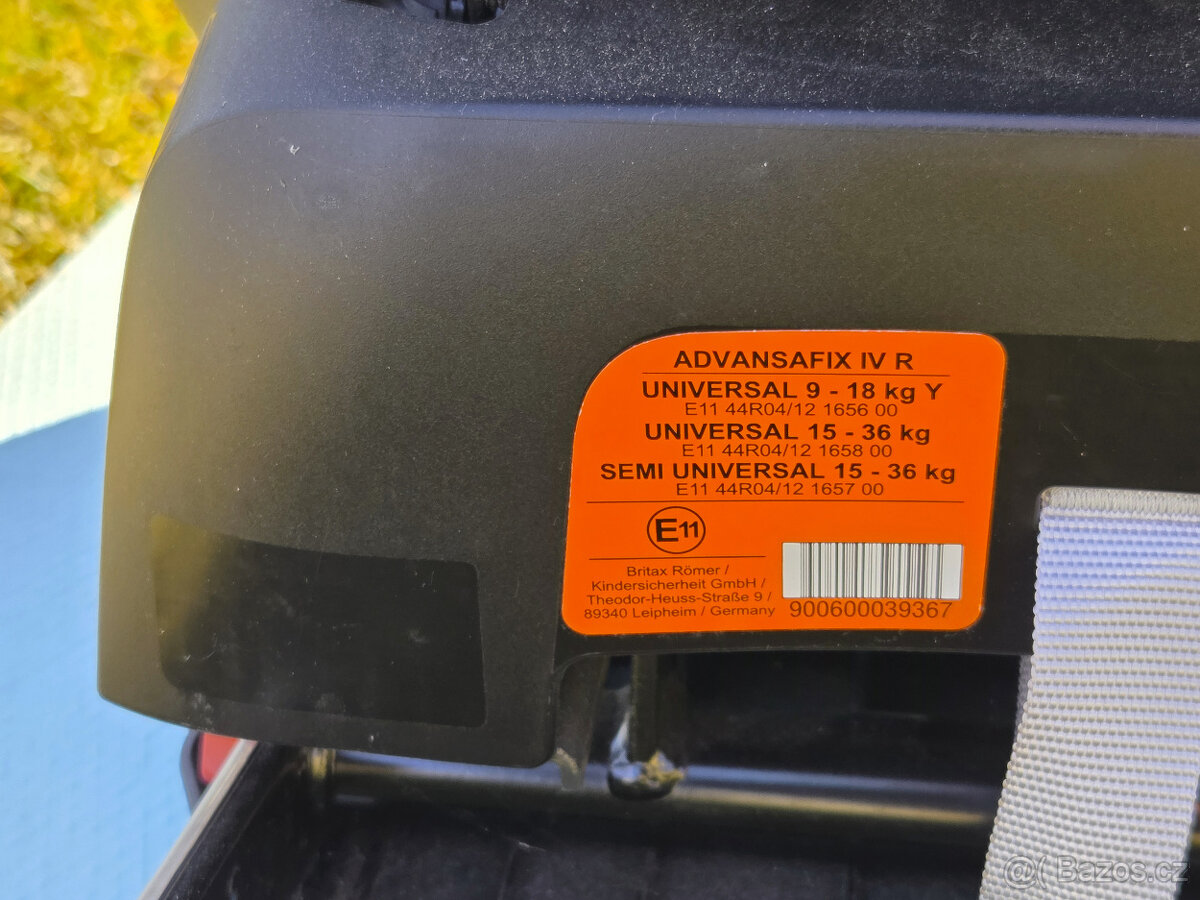 ADVANSAFIX IV R
UNIVERSAL 9 - 18 kg Y
E11 44R04/12 1656 00
UNIVERSAL 15 - 36 kg
E11 44R04/12 1658 00
SEMI UNIVERSAL 15 - 36 kg
E11 44R04/12 1657 00
E11
Britax Römer /
Kindersicherheit GmbH /
Theodor-Heuss-Straße 9 /
89340 Leipheim / Germany
900600039367
Bazos.cz